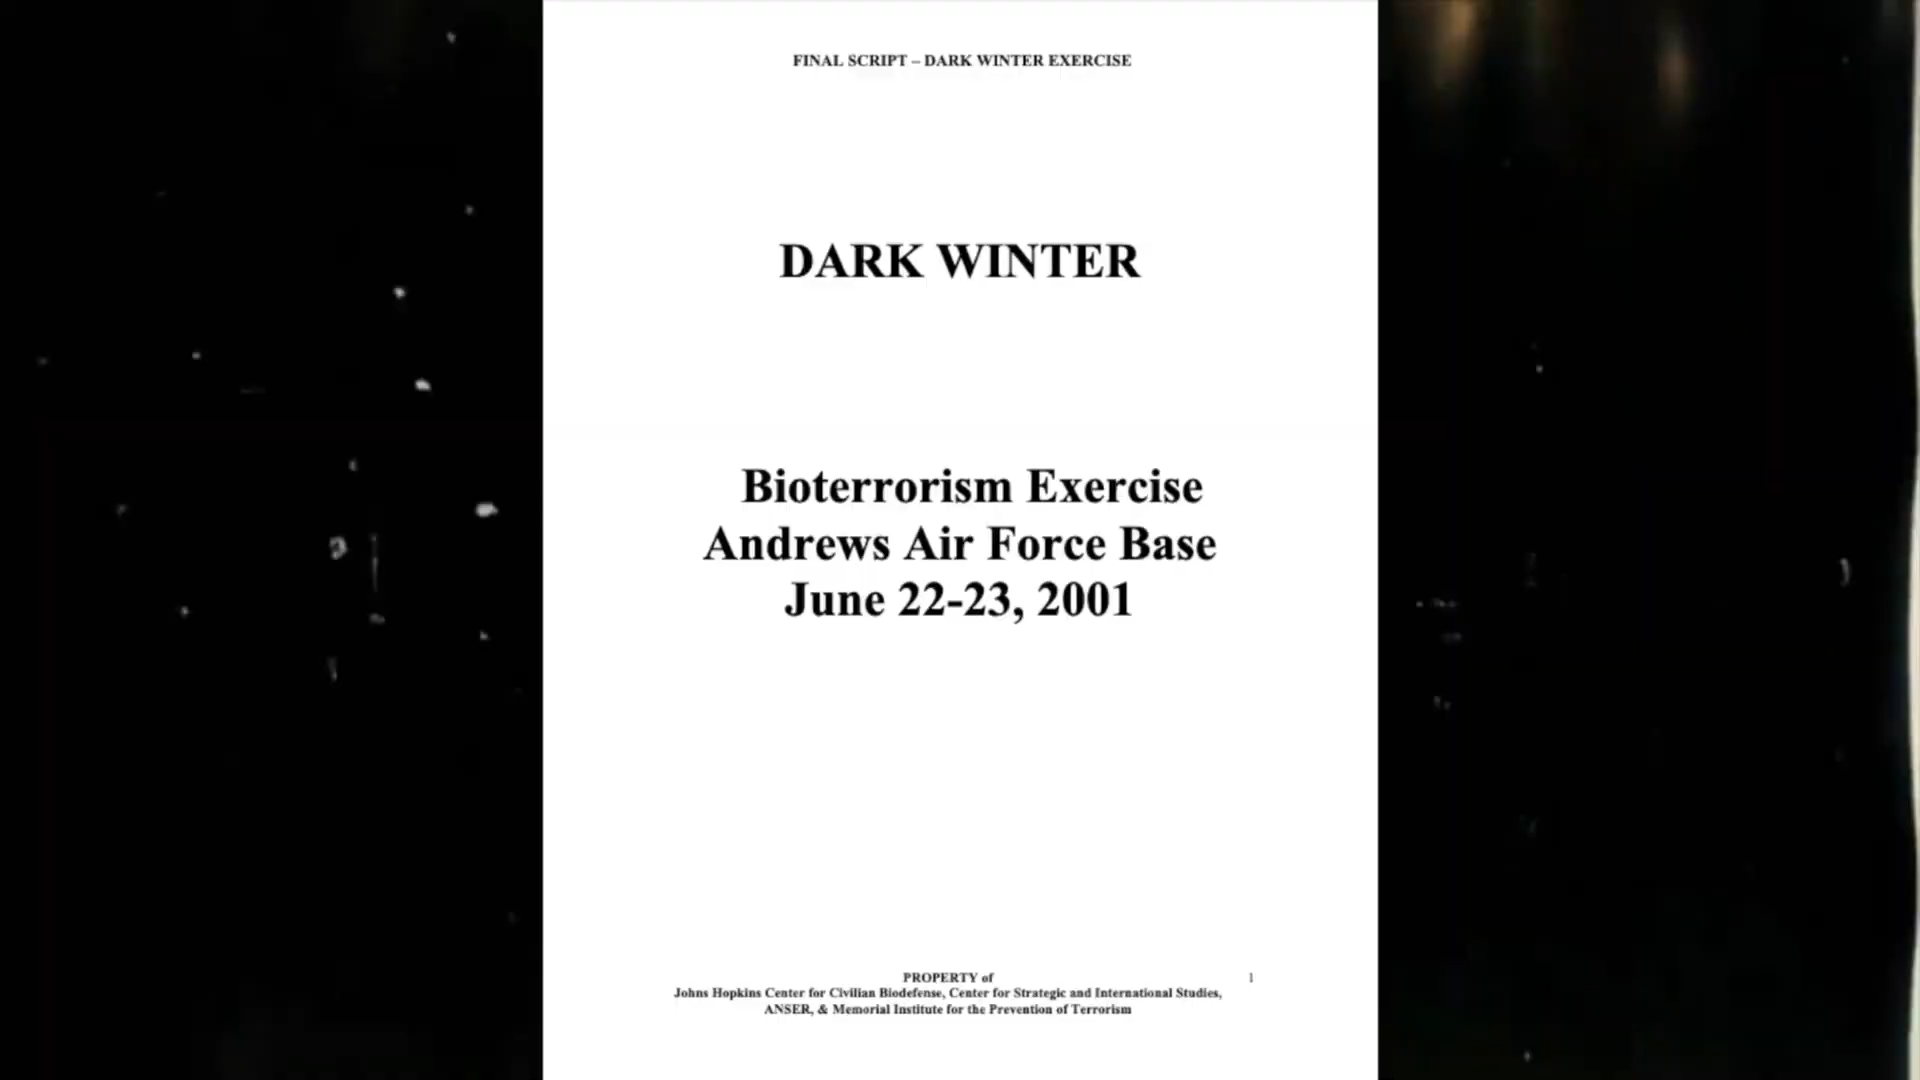 FINAL SCRIPT – DARK WINTER EXERCISE
DARK WINTER
Bioterrorism Exercise
Andrews Air Force Base
June 22-23, 2001
PROPERTY of
1
Johns Hopkins Center for Civilian Biodefense, Center for Strategic and International Studies,
ANSER, & Memorial Institute for the Prevention of Terrorism